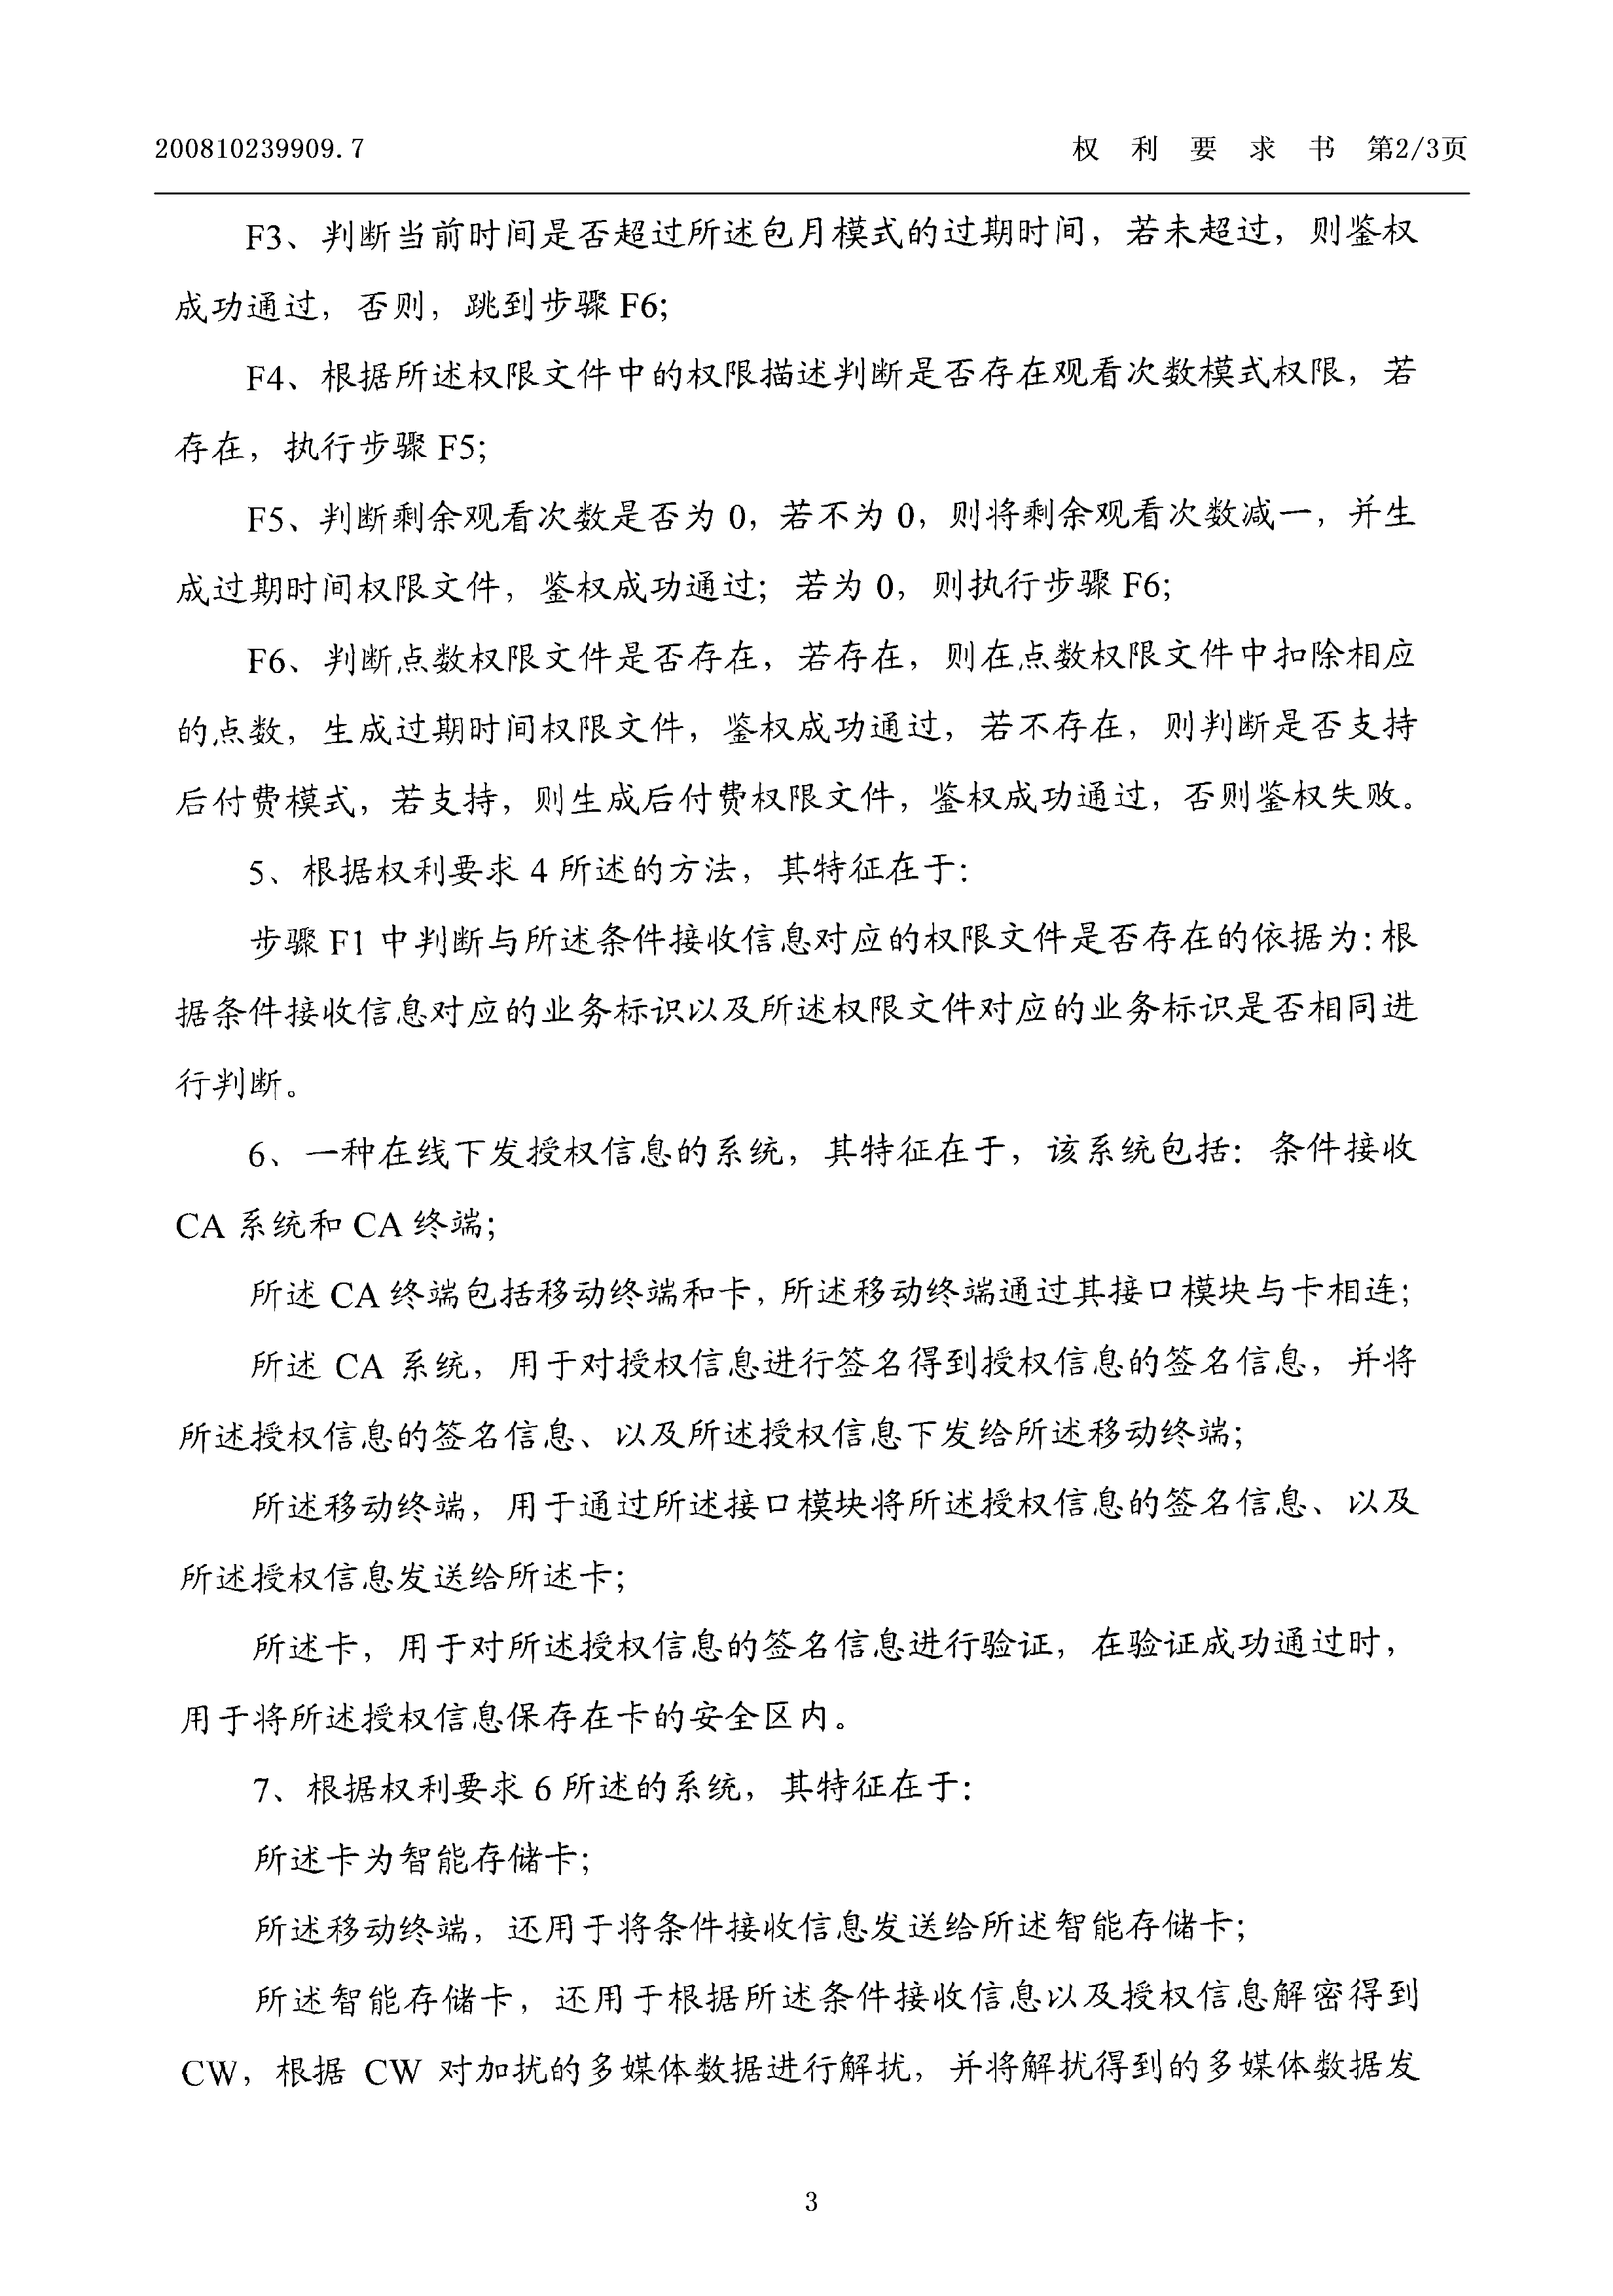 200810239909.7 权 利 要 求 书 第2/3页
F3、判断当前时间是否超过所述包月模式的过期时间，若未超过，则鉴权
成功通过，否则，跳到步骤 F6;
F4、根据所述权限文件中的权限描述判断是否存在观看次数模式权限，若
存在，执行步骤 F5;
F5、判断剩余观看次数是否为 0，若不为 0，则将剩余观看次数减一，并生
成过期时间权限文件，鉴权成功通过；若为 0，则执行步骤 F6;
F6、判断点数权限文件是否存在，若存在，则在点数权限文件中扣除相应
的点数，生成过期时间权限文件，鉴权成功通过，若不存在，则判断是否支持
后付费模式，若支持，则生成后付费权限文件，鉴权成功通过，否则鉴权失败。
5、根据权利要求 4 所述的方法，其特征在于：
步骤 F1 中判断与所述条件接收信息对应的权限文件是否存在的依据为：根
据条件接收信息对应的业务标识以及所述权限文件对应的业务标识是否相同进
行判断。
6、一种在线下发授权信息的系统，其特征在于，该系统包括：条件接收
CA 系统和 CA 终端；
所述 CA 终端包括移动终端和卡，所述移动终端通过其接口模块与卡相连；
所述 CA 系统，用于对授权信息进行签名得到授权信息的签名信息，并将
所述授权信息的签名信息、以及所述授权信息下发给所述移动终端；
所述移动终端，用于通过所述接口模块将所述授权信息的签名信息、以及
所述授权信息发送给所述卡；
所述卡，用于对所述授权信息的签名信息进行验证，在验证成功通过时，
用于将所述授权信息保存在卡的安全区内。
7、根据权利要求 6 所述的系统，其特征在于：
所述卡为智能存储卡；
所述移动终端，还用于将条件接收信息发送给所述智能存储卡；
所述智能存储卡，还用于根据所述条件接收信息以及授权信息解密得到
CW，根据 CW 对加扰的多媒体数据进行解扰，并将解扰得到的多媒体数据发
3